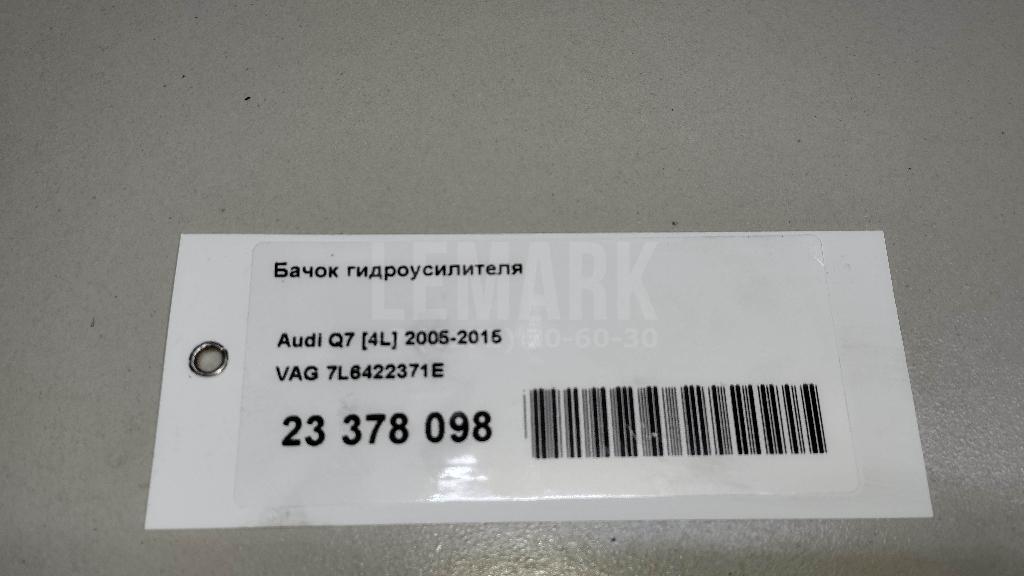 Бачок гидроусилителя
LEMARK
Audi Q7 [4L] 2005-2015
VAG 7L6422371E
23 378 098